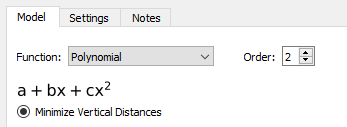 Model Settings Notes
Function: Polynomial Order: 2
a + bx + cx²
Minimize Vertical Distances